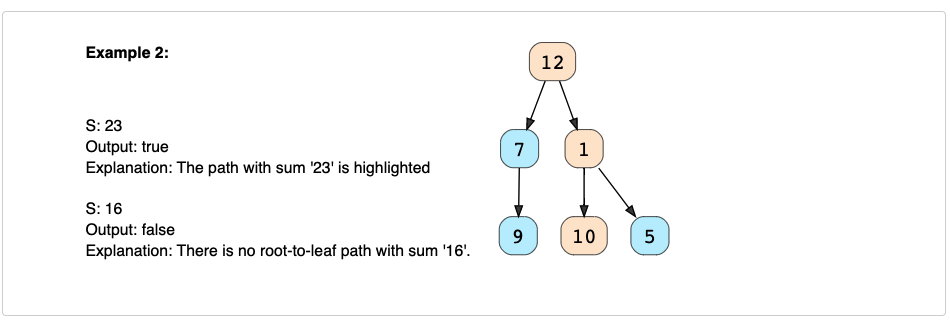 Example 2:
12
S: 23
Output: true
7 1
Explanation: The path with sum '23' is highlighted
S: 16
Output: false
9 10 5
Explanation: There is no root-to-leaf path with sum '16'.